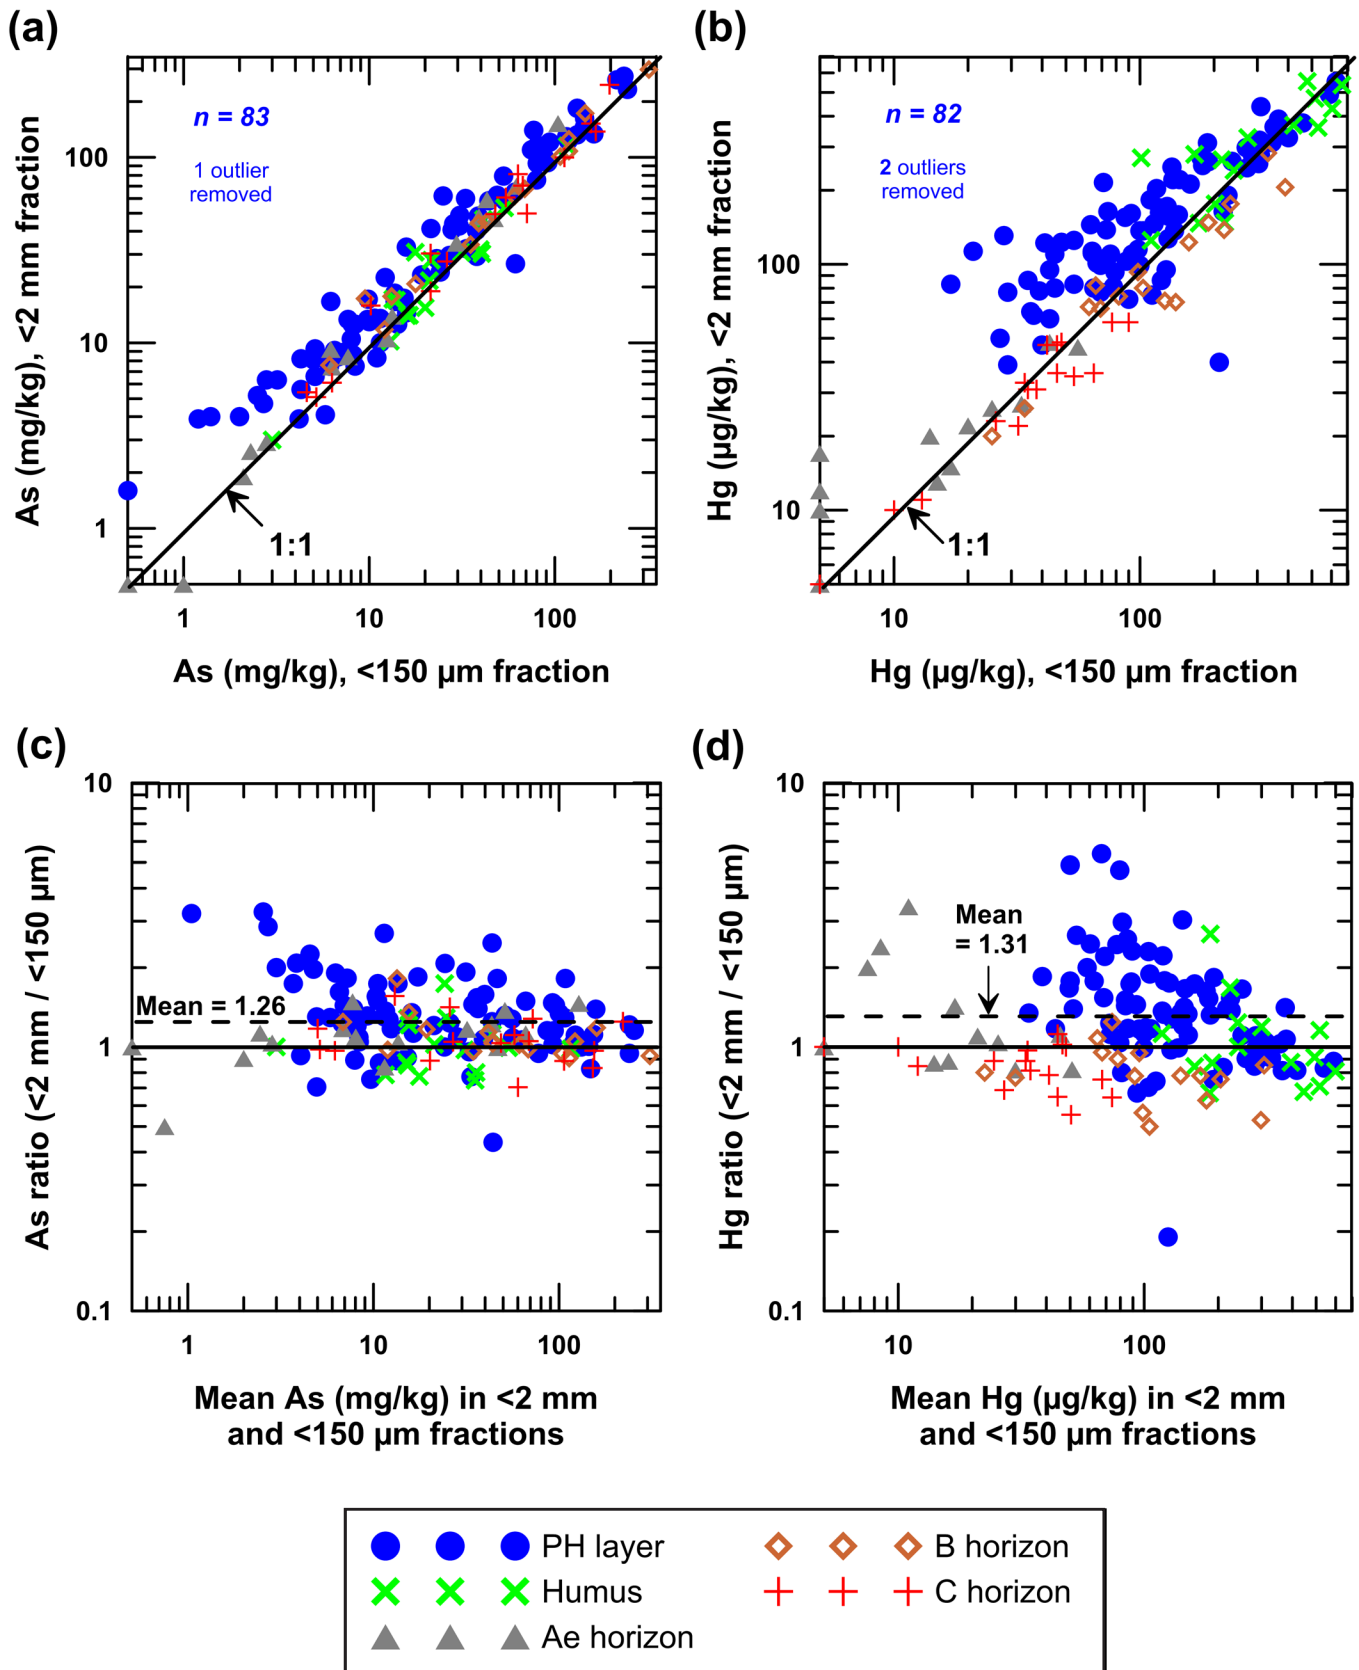 (a)
As (mg/kg), <2 mm fraction
n = 83
1 outlier
removed
100
10
1
1:1
1 10 100
As (mg/kg), <150 µm fraction
(b)
Hg (µg/kg), <2 mm fraction
n = 82
2 outliers
removed
100
10
1:1
10 100
Hg (µg/kg), <150 µm fraction
(c)
As ratio (<2 mm / <150 µm)
10
Mean = 1.26
1
0.1
1 10 100
Mean As (mg/kg) in <2 mm
and <150 µm fractions
(d)
Hg ratio (<2 mm / <150 µm)
10
Mean
= 1.31
1
0.1
10 100
Mean Hg (µg/kg) in <2 mm
and <150 µm fractions
PH layer
B horizon
Humus
C horizon
Ae horizon